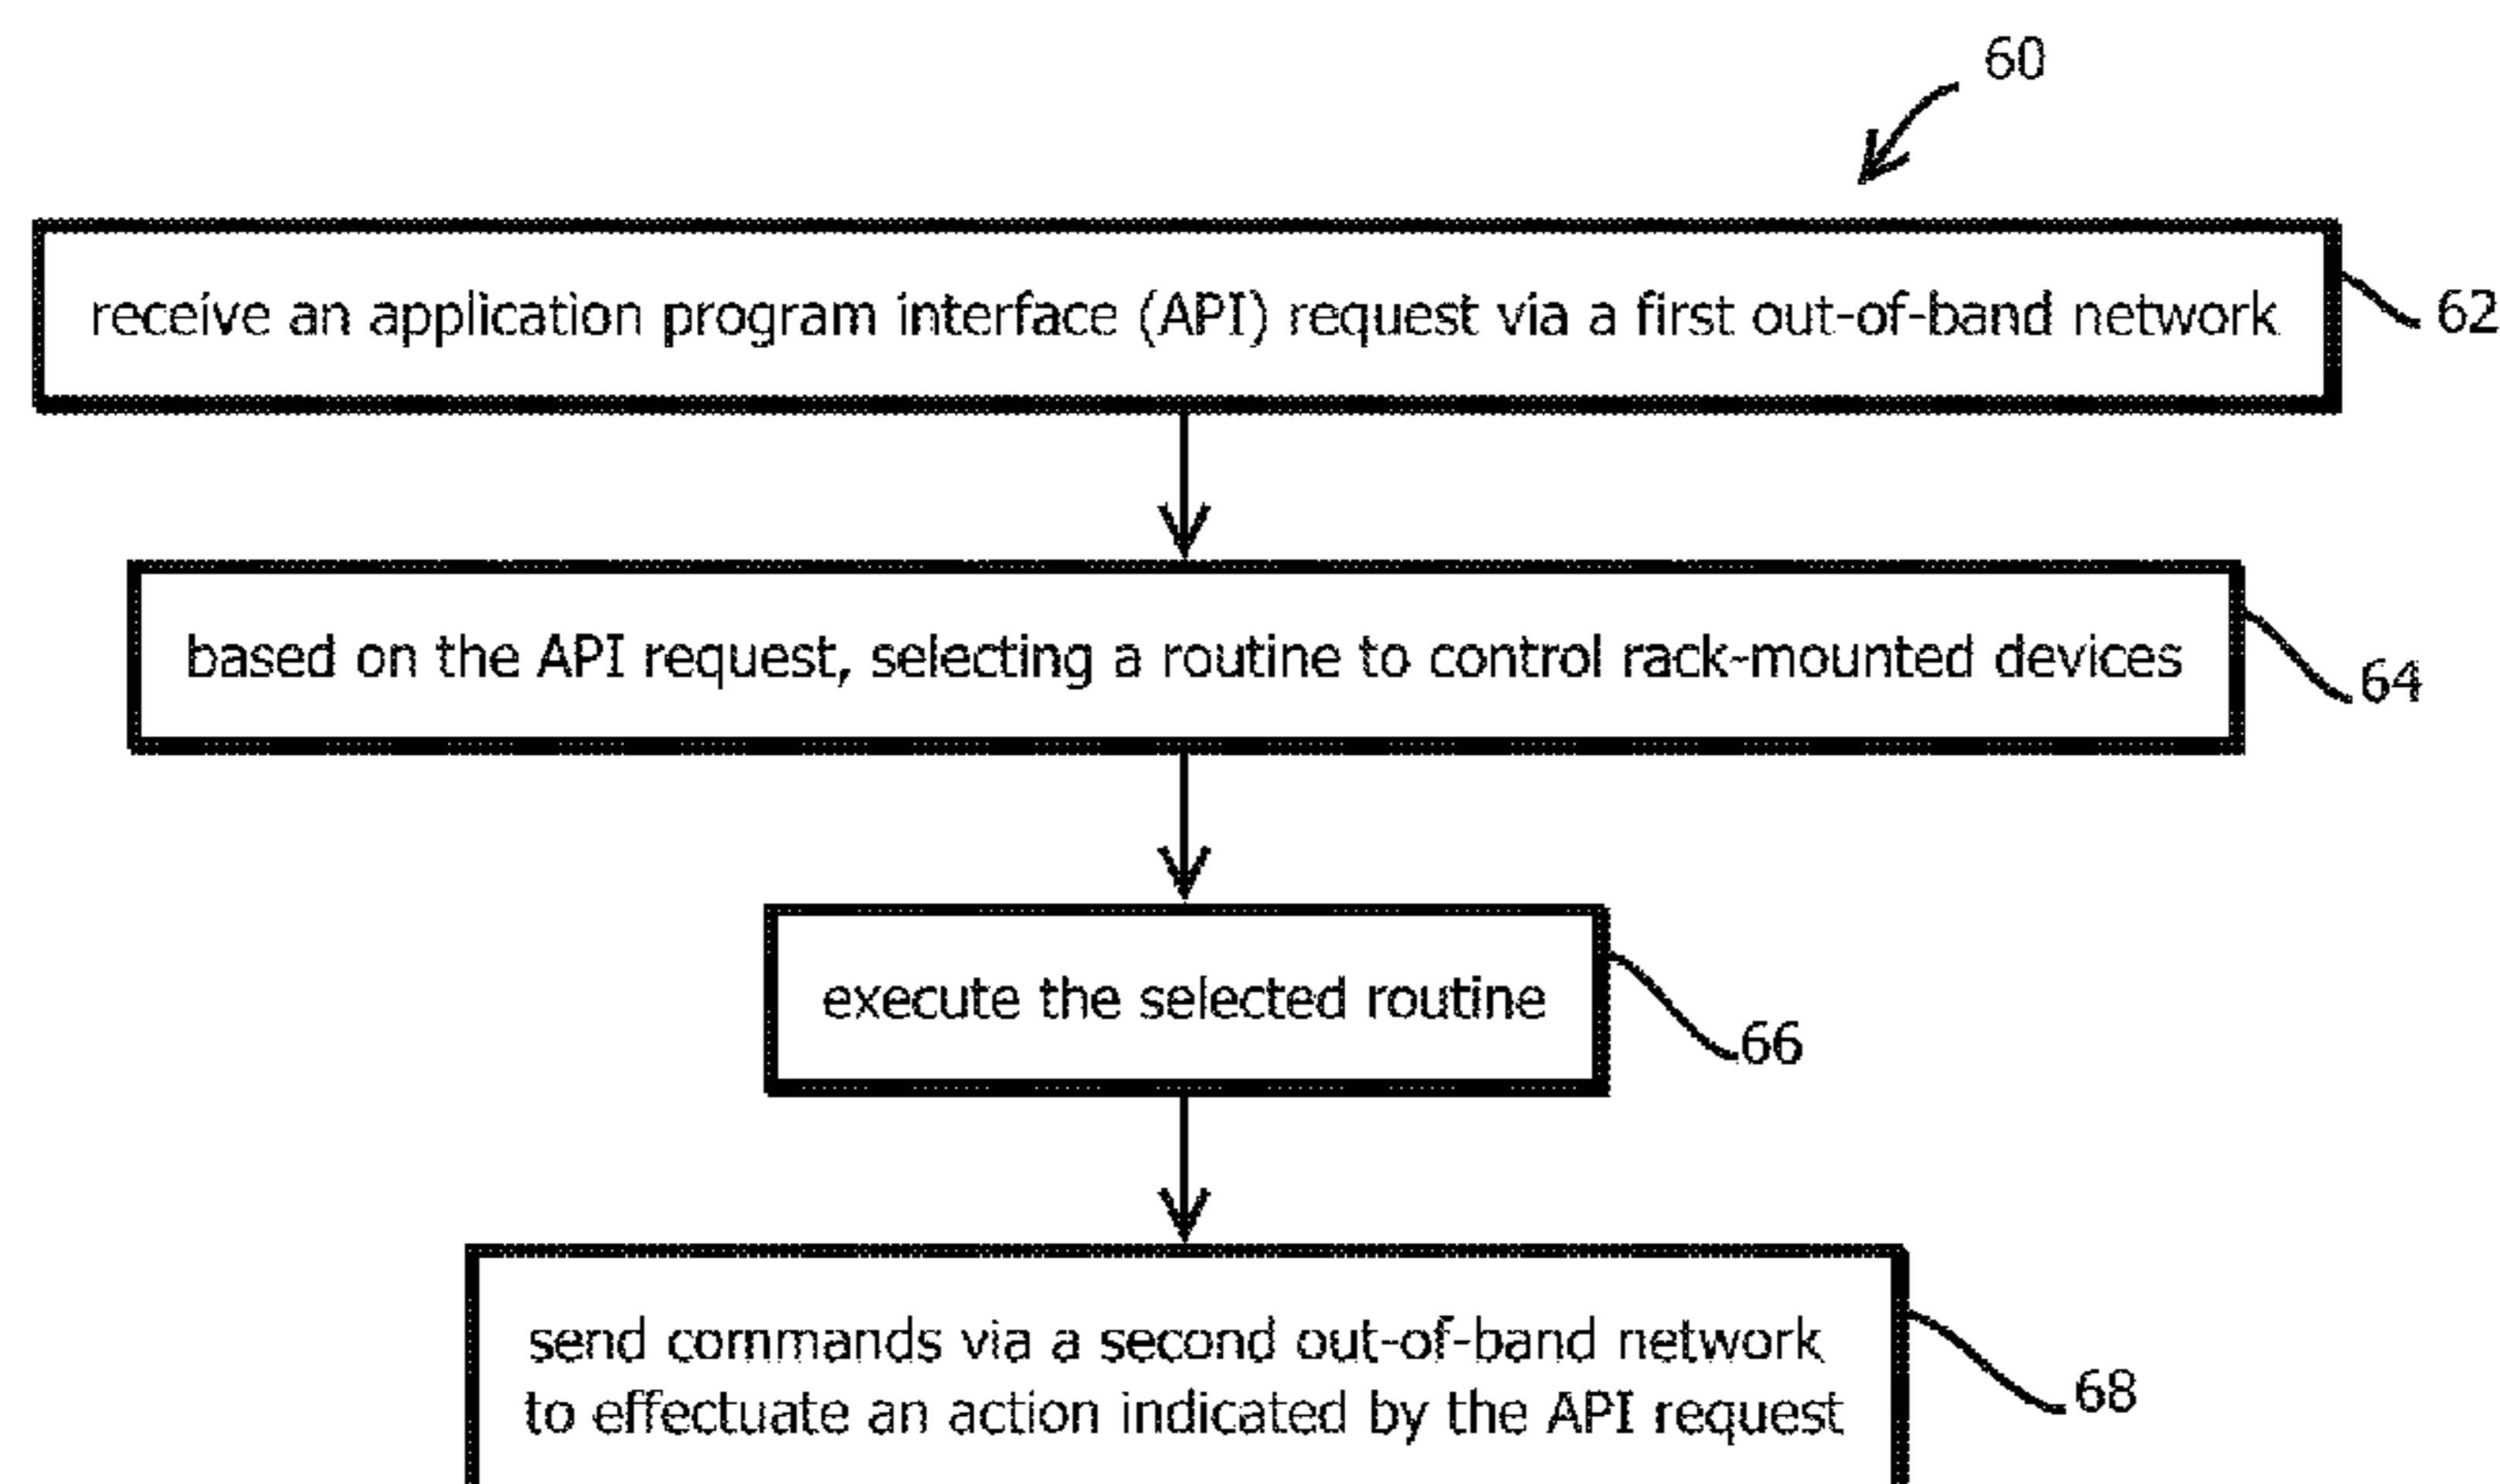 60
receive an application program interface (API) request via a first out-of-band network
62
based on the API request, selecting a routine to control rack-mounted devices
64
execute the selected routine
66
send commands via a second out-of-band network
to effectuate an action indicated by the API request
68